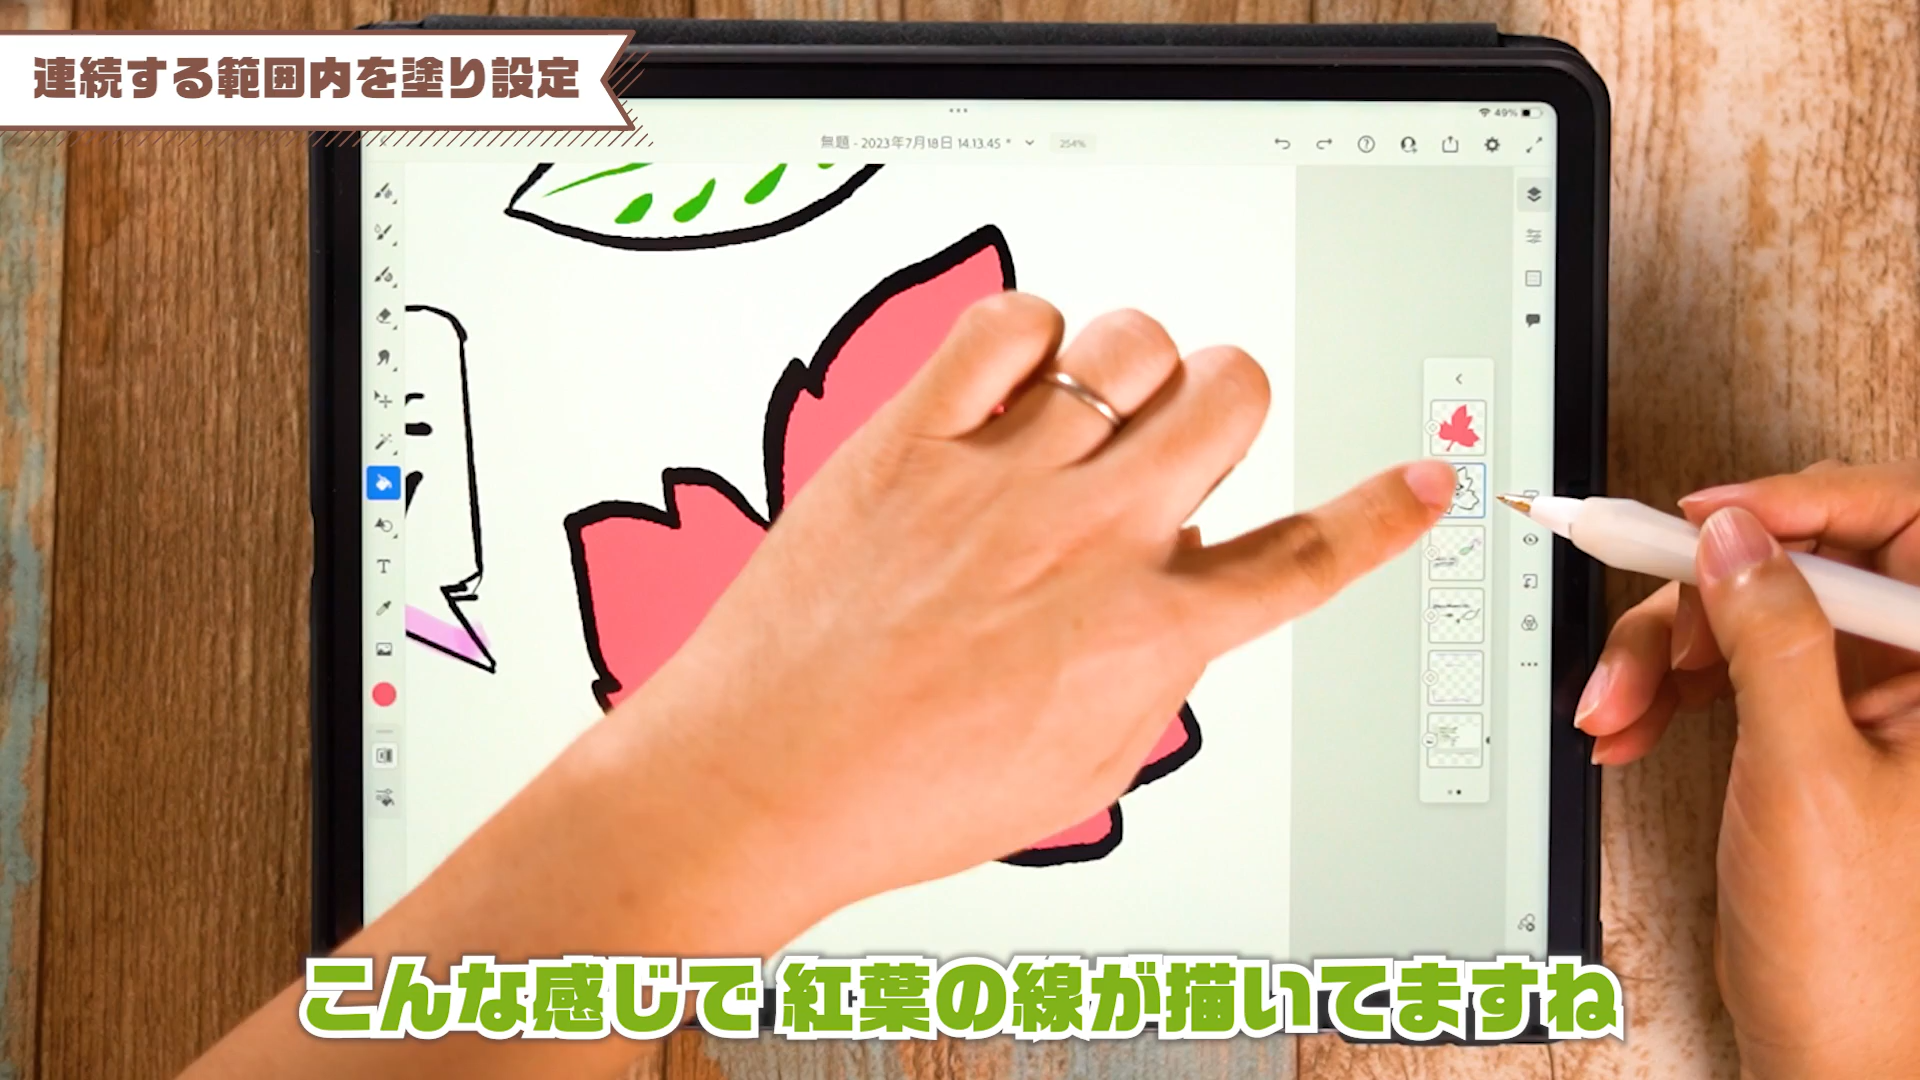 連続する範囲内を塗り設定
49%
無題 - 2023年7月18日 14.13.45 *
254%
T
こんな感じで 紅葉の線が描いてますね